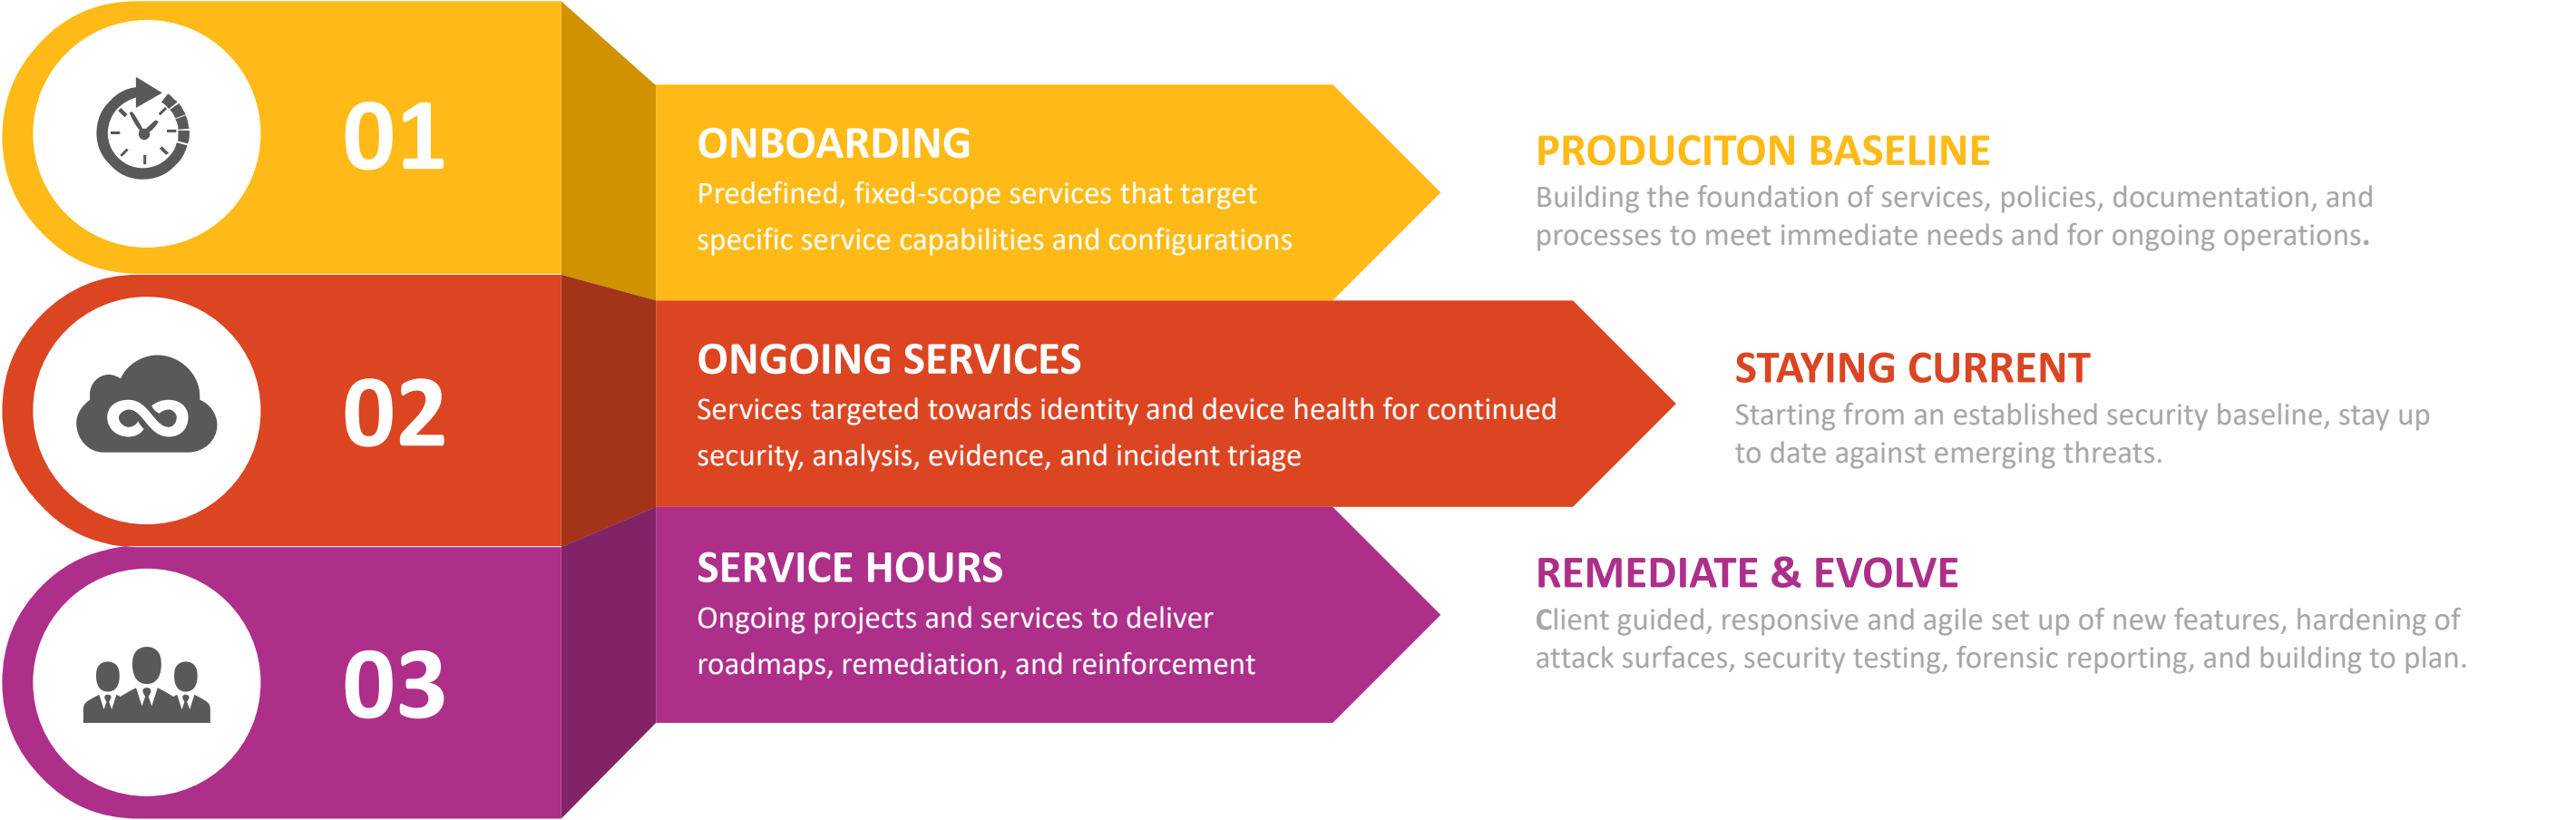 01
ONBOARDING
Predefined, fixed-scope services that target
specific service capabilities and configurations
PRODUCITON BASELINE
Building the foundation of services, policies, documentation, and
processes to meet immediate needs and for ongoing operations.
02
ONGOING SERVICES
Services targeted towards identity and device health for continued
security, analysis, evidence, and incident triage
STAYING CURRENT
Starting from an established security baseline, stay up
to date against emerging threats.
03
SERVICE HOURS
Ongoing projects and services to deliver
roadmaps, remediation, and reinforcement
REMEDIATE & EVOLVE
Client guided, responsive and agile set up of new features, hardening of
attack surfaces, security testing, forensic reporting, and building to plan.